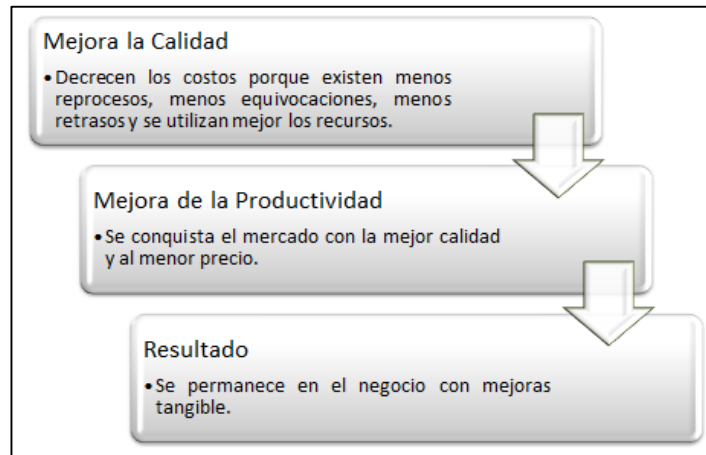 Mejora la Calidad
•Decrecen los costos porque existen menos
reprocesos, menos equivocaciones, menos
retrasos y se utilizan mejor los recursos.
Mejora de la Productividad
•Se conquista el mercado con la mejor calidad
y al menor precio.
Resultado
•Se permanece en el negocio con mejoras
tangible.